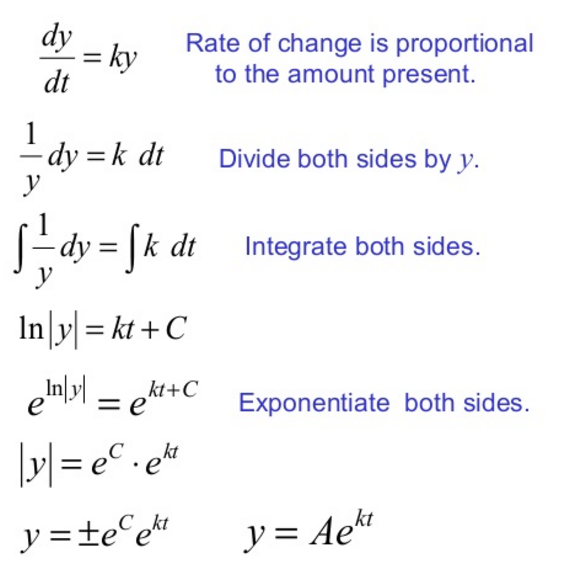 dy/dt = ky    Rate of change is proportional
to the amount present.
1/y dy = k dt    Divide both sides by y.
∫ 1/y dy = ∫ k dt    Integrate both sides.
ln|y| = kt + C
e^(ln|y|) = e^(kt+C)    Exponentiate both sides.
|y| = e^C · e^(kt)
y = ±e^C e^(kt)    y = Ae^(kt)